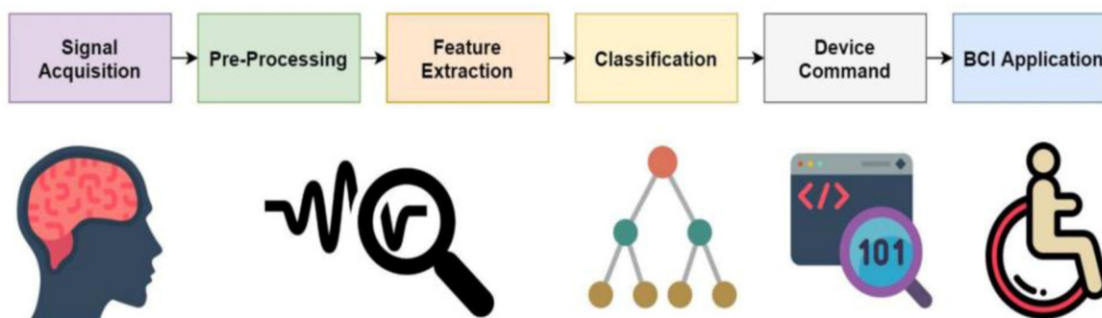 Signal
Acquisition
Pre-Processing
Feature
Extraction
Classification
Device
Command
BCI Application
</>
101